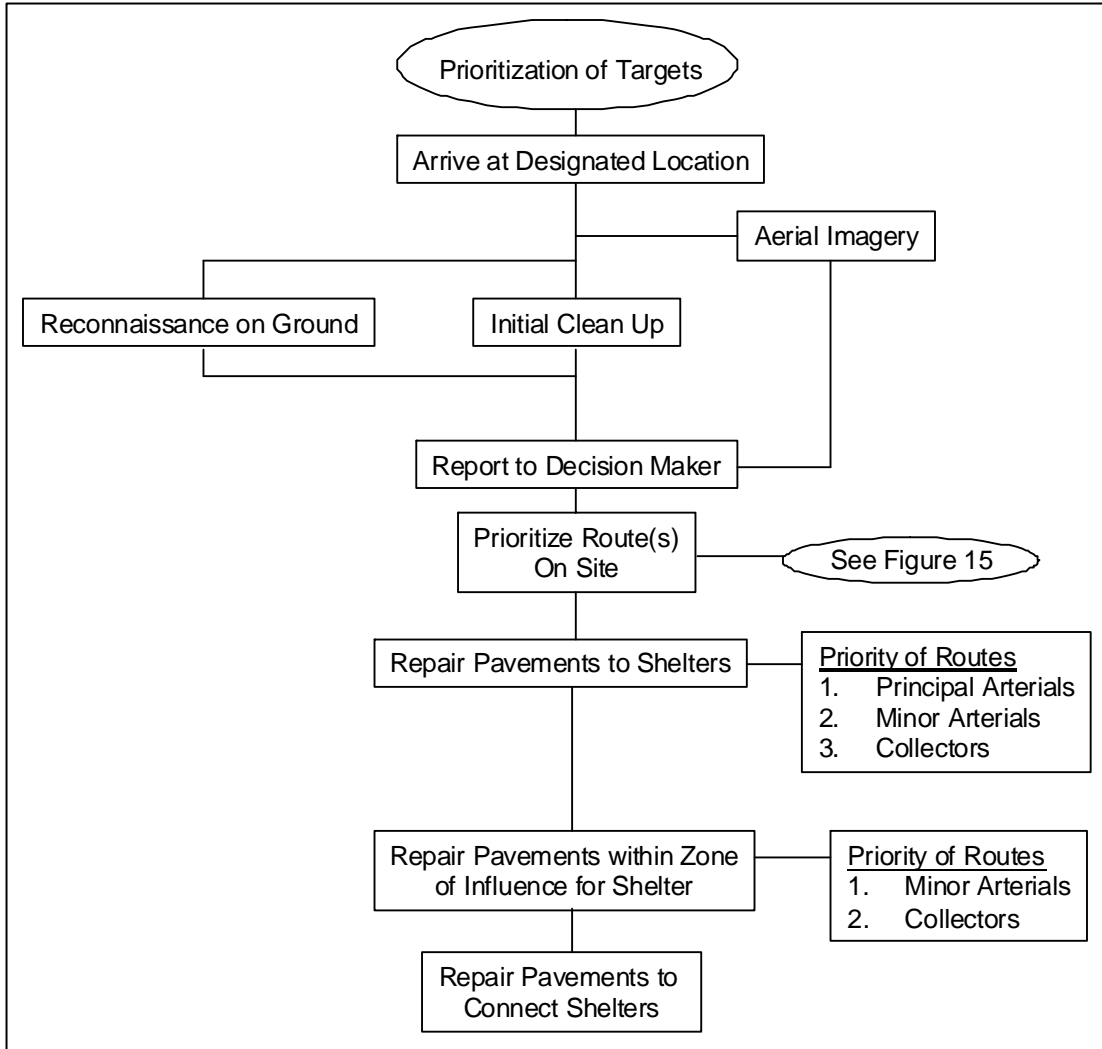 Prioritization of Targets
Arrive at Designated Location
Aerial Imagery
Reconnaissance on Ground
Initial Clean Up
Report to Decision Maker
Prioritize Route(s)
On Site
See Figure 15
Repair Pavements to Shelters
Priority of Routes
1. Principal Arterials
2. Minor Arterials
3. Collectors
Repair Pavements within Zone
of Influence for Shelter
Priority of Routes
1. Minor Arterials
2. Collectors
Repair Pavements to
Connect Shelters